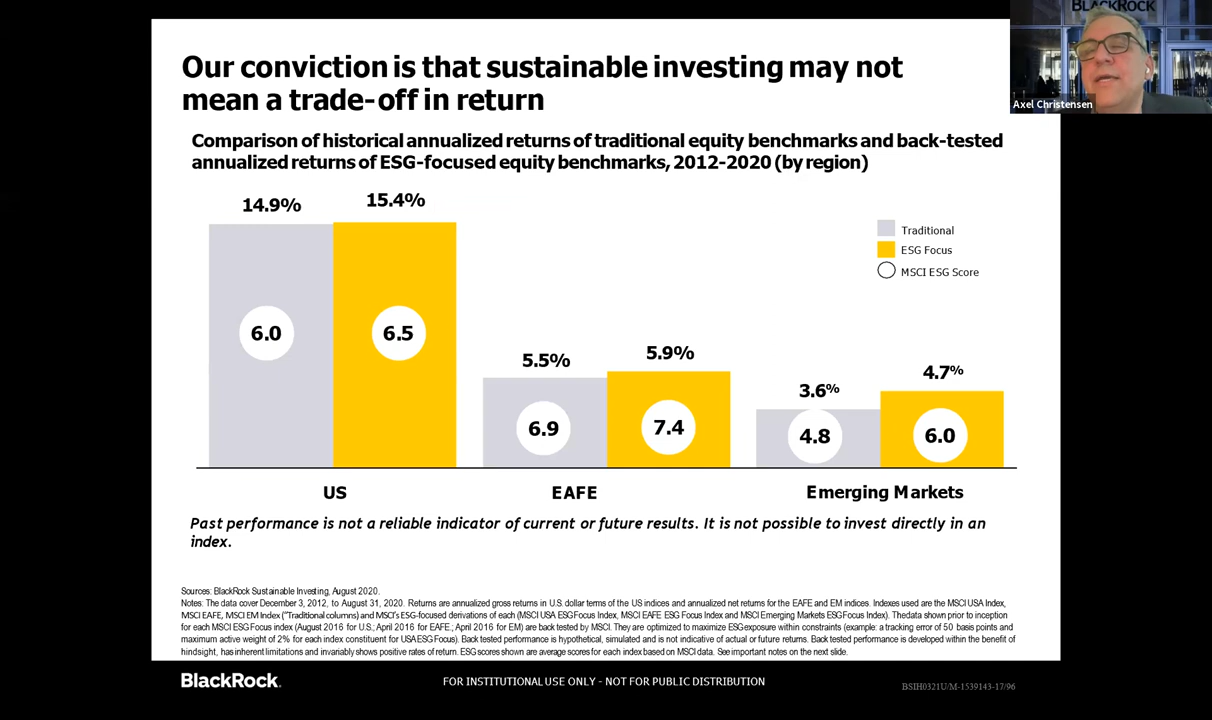 BLACKROCK
Axel Christensen
Our conviction is that sustainable investing may not
mean a trade-off in return
Comparison of historical annualized returns of traditional equity benchmarks and back-tested
annualized returns of ESG-focused equity benchmarks, 2012-2020 (by region)
14.9%
15.4%
Traditional
ESG Focus
MSCI ESG Score
6.0
6.5
5.5%
5.9%
3.6%
4.7%
6.9
7.4
4.8
6.0
US
EAFE
Emerging Markets
Past performance is not a reliable indicator of current or future results. It is not possible to invest directly in an
index.
Sources: BlackRock Sustainable Investing, August 2020.
Notes: The data cover December 3, 2012, to August 31, 2020. Returns are annualized gross returns in U.S. dollar terms of the US indices and annualized net returns for the EAFE and EM indices. Indexes used are the MSCI USA Index,
MSCI EAFE, MSCI EM Index ("Traditional columns) and MSCI's ESG-focused derivations of each (MSCI USA ESG Focus Index, MSCI EAFE ESG Focus Index and MSCI Emerging Markets ESG Focus Index). The data shown prior to inception
for each MSCI ESG Focus index (August 2016 for U.S.; April 2016 for EAFE.; April 2016 for EM) are back tested by MSCI. They are optimized to maximize ESG exposure within constraints (example: a tracking error of 50 basis points and
maximum active weight of 2% for each index constituent for USA ESG Focus). Back tested performance is hypothetical, simulated and is not indicative of actual or future returns. Back tested performance is developed within the benefit of
hindsight, has inherent limitations and invariably shows positive rates of return. ESG scores shown are average scores for each index based on MSCI data. See important notes on the next slide.
BlackRock.
FOR INSTITUTIONAL USE ONLY - NOT FOR PUBLIC DISTRIBUTION
BSIH0321U/M-1539143-17/96